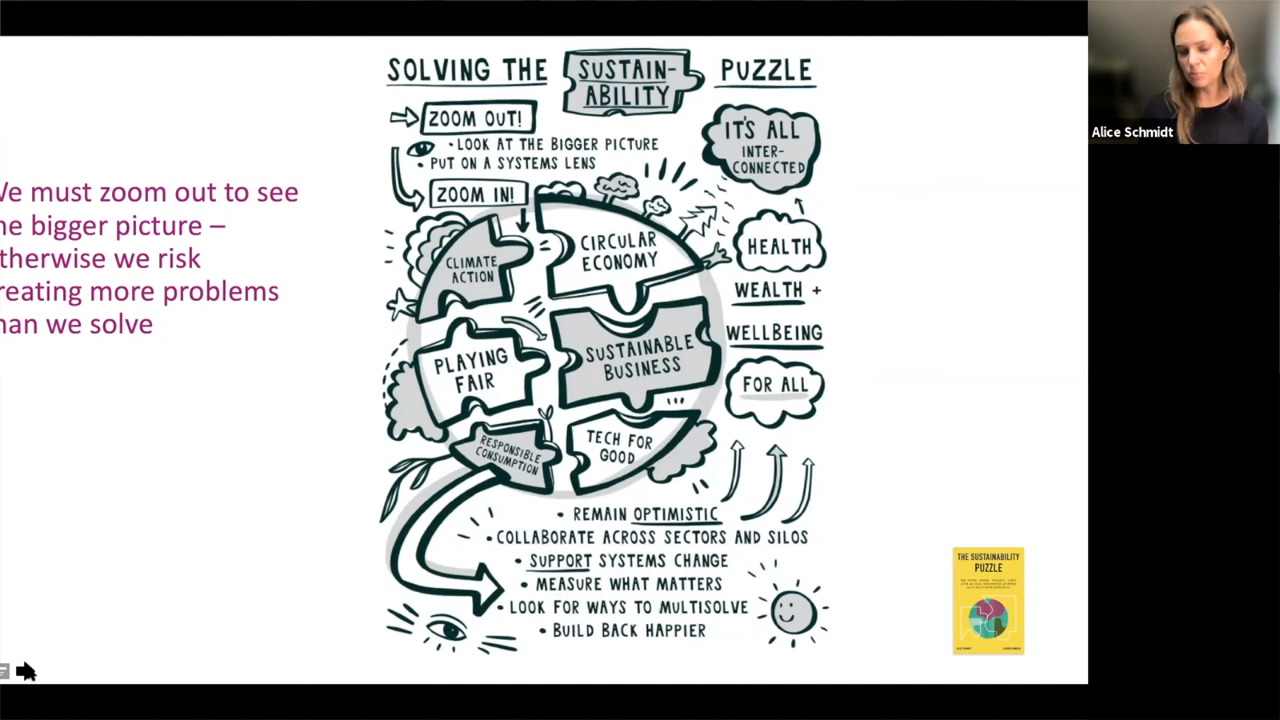 SOLVING THE SUSTAIN-
ABILITY PUZZLE
ZOOM OUT!
• LOOK AT THE BIGGER PICTURE
• PUT ON A SYSTEMS LENS
ZOOM IN!
IT'S ALL
INTER-
CONNECTED
HEALTH
WEALTH +
WELLBEING
FOR ALL
CIRCULAR
ECONOMY
CLIMATE
ACTION
SUSTAINABLE
BUSINESS
PLAYING
FAIR
RESPONSIBLE
CONSUMPTION
TECH FOR
GOOD
• REMAIN OPTIMISTIC
• COLLABORATE ACROSS SECTORS AND SILOS
• SUPPORT SYSTEMS CHANGE
• MEASURE WHAT MATTERS
• LOOK FOR WAYS TO MULTISOLVE
• BUILD BACK HAPPIER
We must zoom out to see
he bigger picture –
therwise we risk
reating more problems
han we solve
Alice Schmidt
THE SUSTAINABILITY
PUZZLE